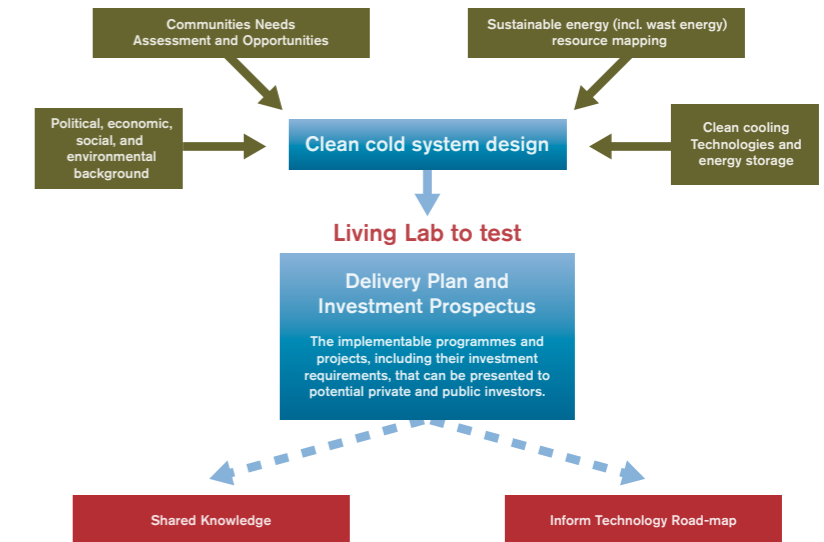 Communities Needs
Assessment and Opportunities
Sustainable energy (incl. wast energy)
resource mapping
Political, economic,
social, and
environmental
background
Clean cold system design
Clean cooling
Technologies and
energy storage
Living Lab to test
Delivery Plan and
Investment Prospectus
The implementable programmes and
projects, including their investment
requirements, that can be presented to
potential private and public investors.
Shared Knowledge
Inform Technology Road-map